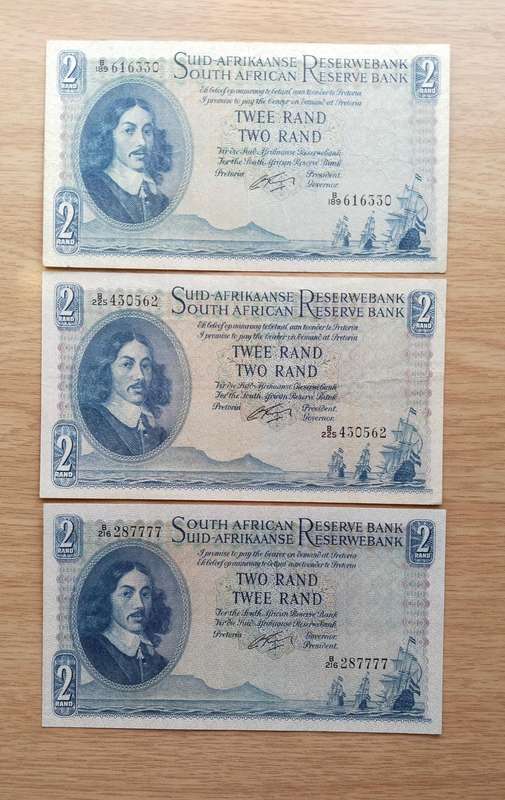 2
B/189 616330
SUID-AFRIKAANSE RESERWEBANK
SOUTH AFRICAN RESERVE BANK
2
Ek beloof op aanvraag te betaal aan toonder te Pretoria
I promise to pay the bearer on demand at Pretoria
TWEE RAND
TWO RAND
Vir die Suid-Afrikaanse Reserwebank
For the South African Reserve Bank
Pretoria President.
Governor.
B/189 616330
2
RAND
2
B/225 430562
SUID-AFRIKAANSE RESERWEBANK
SOUTH AFRICAN RESERVE BANK
2
Ek beloof op aanvraag te betaal aan toonder te Pretoria
I promise to pay the bearer on demand at Pretoria
TWEE RAND
TWO RAND
Vir die Suid-Afrikaanse Reserwebank
For the South African Reserve Bank
Pretoria President.
Governor.
B/225 430562
2
RAND
2
RAND
B/216 287777
SOUTH AFRICAN RESERVE BANK
SUID-AFRIKAANSE RESERWEBANK
2
RAND
I promise to pay the bearer on demand at Pretoria
Ek beloof op aanvraag te betaal aan toonder te Pretoria
TWO RAND
TWEE RAND
For the South African Reserve Bank
Vir die Suid-Afrikaanse Reserwebank
Pretoria Governor.
President.
B/216 287777
2
RAND